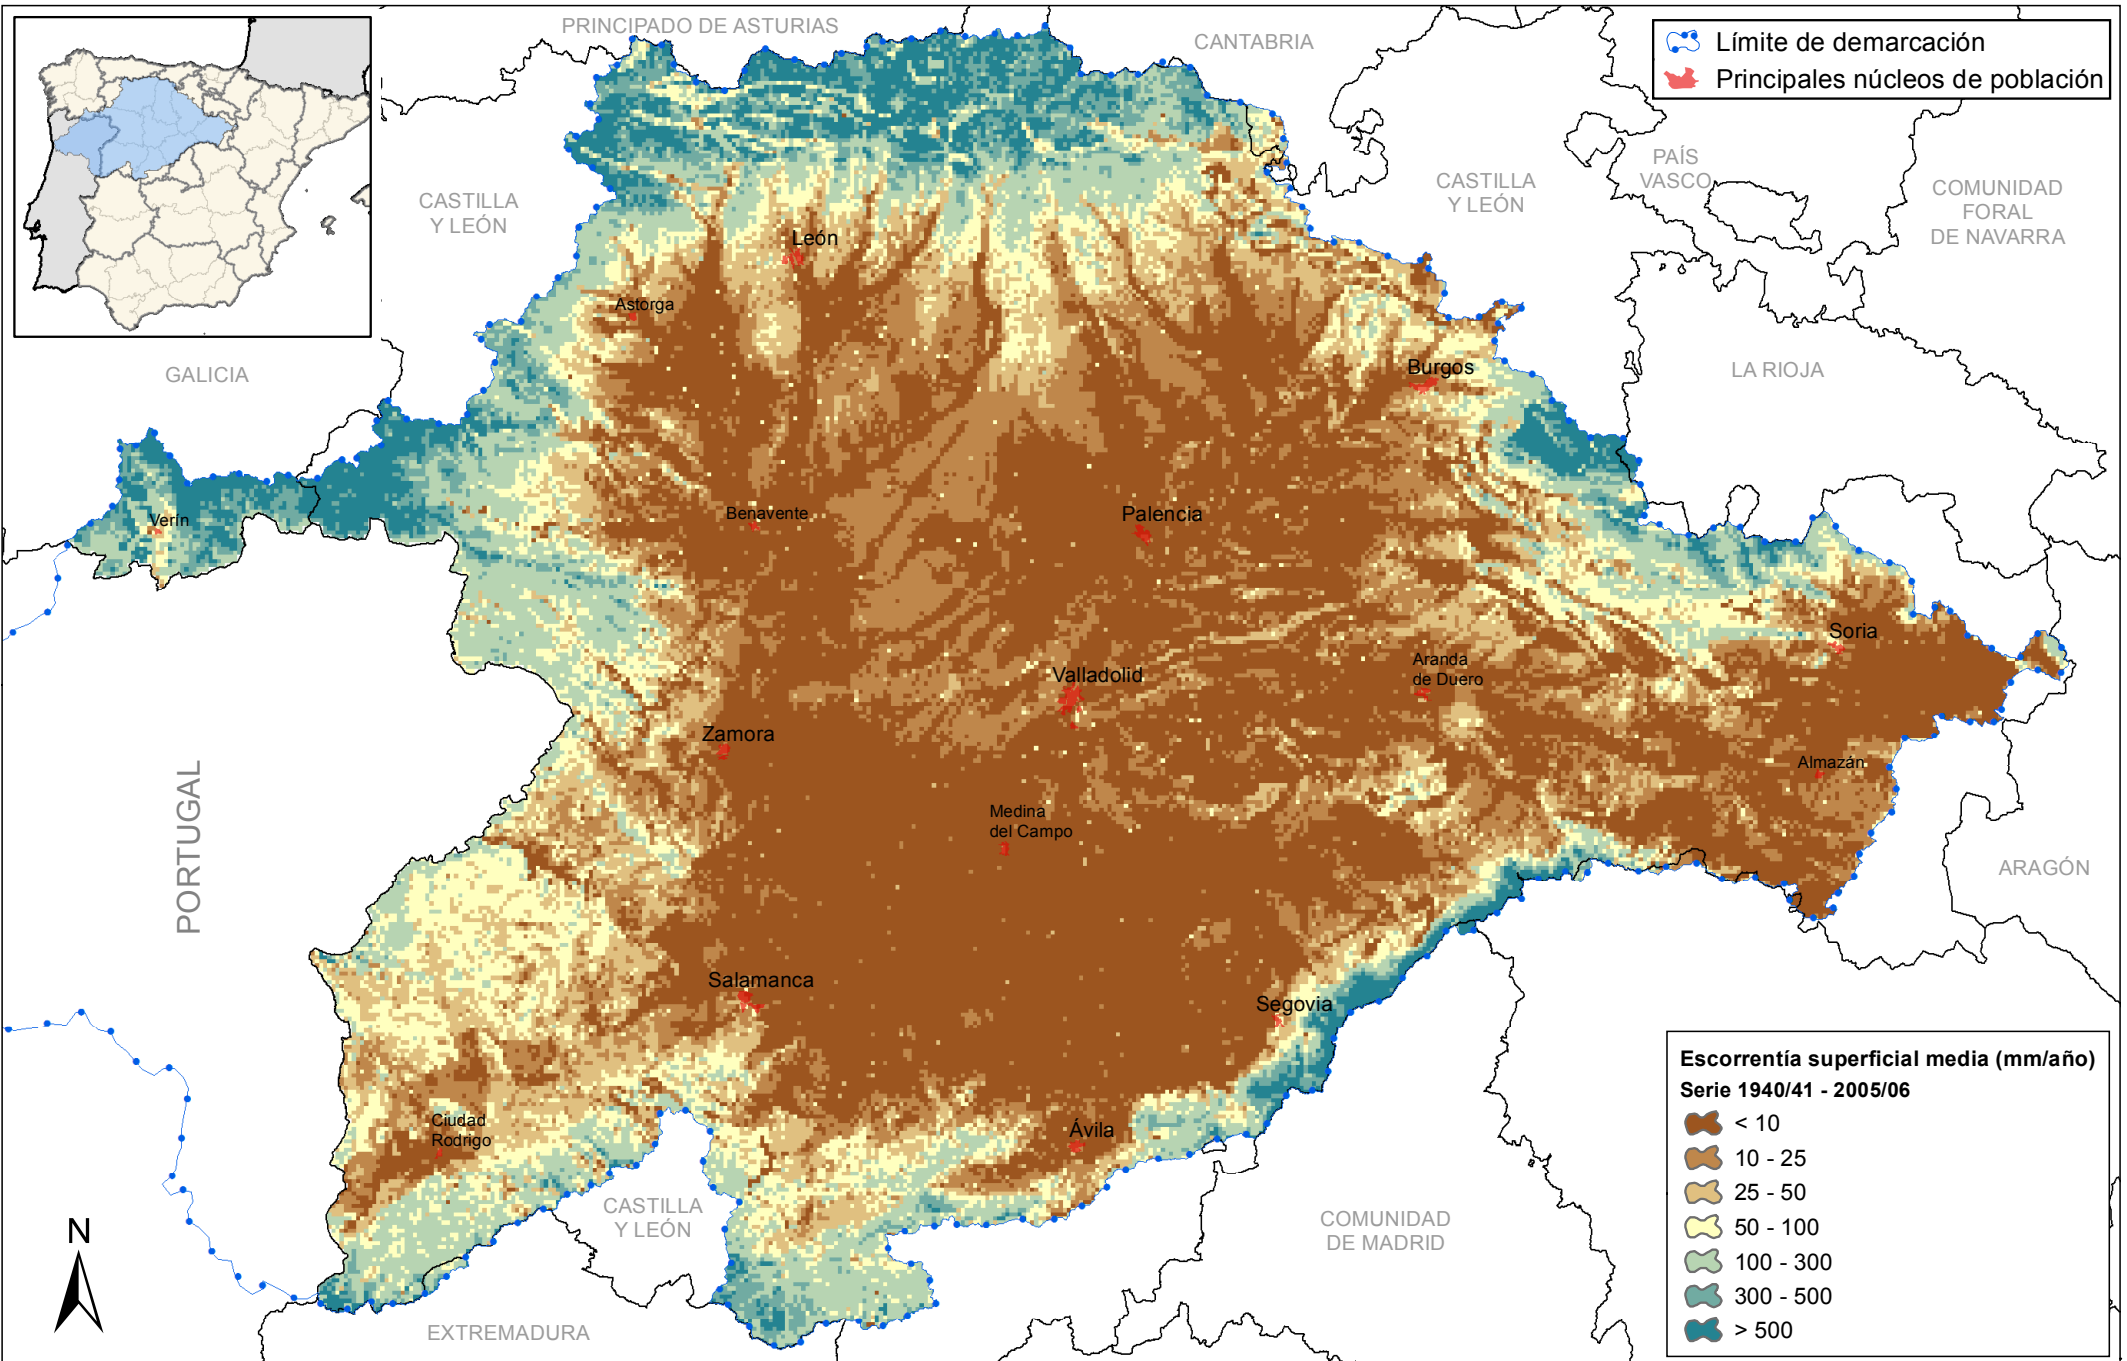 PRINCIPADO DE ASTURIAS
CANTABRIA
Límite de demarcación
Principales núcleos de población
CASTILLA
Y LEÓN
CASTILLA
Y LEÓN
PAÍS
VASCO
COMUNIDAD
FORAL
DE NAVARRA
León
Astorga
GALICIA
Burgos
LA RIOJA
Verín
Benavente
Palencia
Soria
Valladolid
Aranda
de Duero
Zamora
Almazán
Medina
del Campo
PORTUGAL
ARAGÓN
Salamanca
Segovia
Ciudad
Rodrigo
Ávila
CASTILLA
Y LEÓN
COMUNIDAD
DE MADRID
EXTREMADURA
N
Escorrentía superficial media (mm/año)
Serie 1940/41 - 2005/06
< 10
10 - 25
25 - 50
50 - 100
100 - 300
300 - 500
> 500